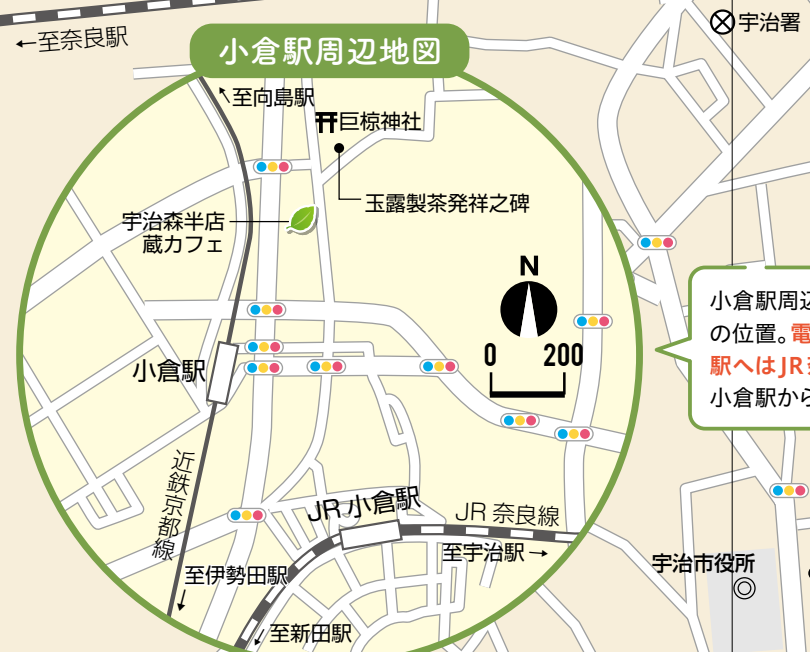 ←至奈良駅
宇治署
小倉駅周辺地図
↖至向島駅
巨椋神社
玉露製茶発祥之碑
宇治森半店
蔵カフェ
N
0 200
小倉駅周辺
の位置。電
駅へはJR
小倉駅から
小倉駅
近鉄京都線
JR小倉駅
JR奈良線
至宇治駅→
宇治市役所
至伊勢田駅
↓
↙至新田駅